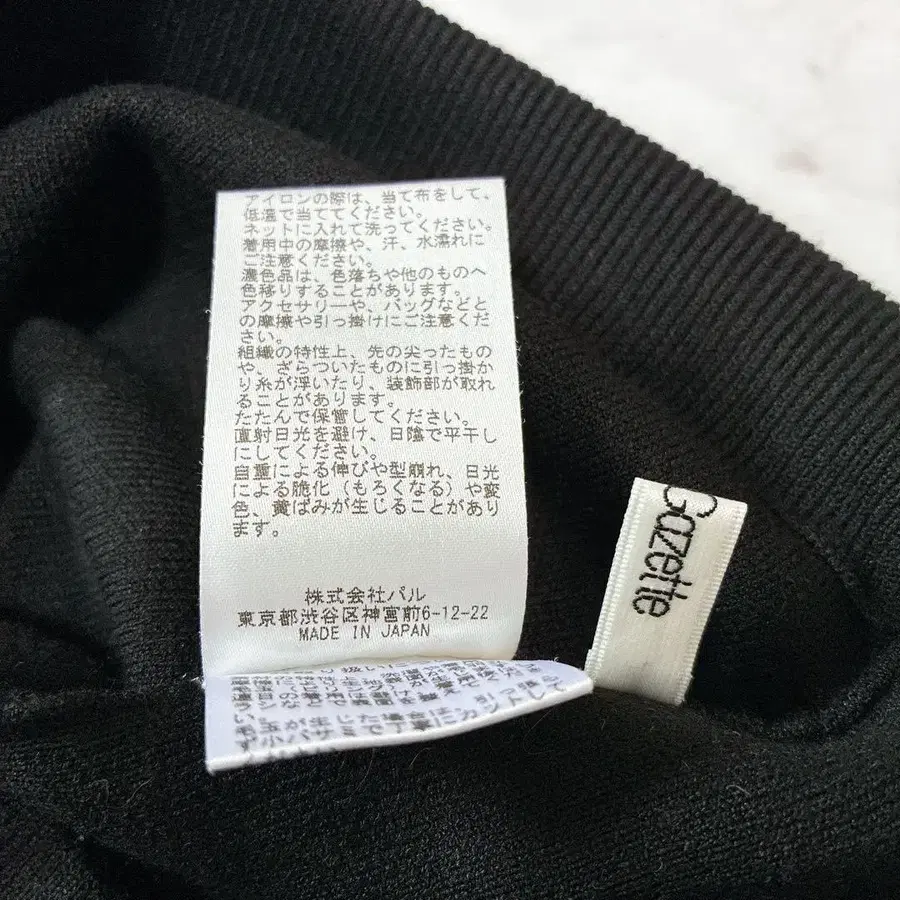 アイロンの際は、当て布をして、
低温で当ててください。
ネットに入れて洗ってください。
着用中の摩擦や、汗、水濡れに
ご注意ください。
濃色品は、色落ちや他のものへ
色移りすることがあります。
アクセサリーや、バッグなどと
の摩擦や引っ掛けにご注意くだ
さい。
組織の特性上、先の尖ったもの
や、ざらついたものに引っ掛か
り糸が浮いたり、装飾部が取れ
ることがあります。
たたんで保管してください。
直射日光を避け、日陰で平干し
にしてください。
自重による伸びや型崩れ、日光
による脆化（もろくなる）や変
色、黄ばみが生じることがあり
ます。
株式会社パル
東京都渋谷区神宮前6-12-22
MADE IN JAPAN
Gazette